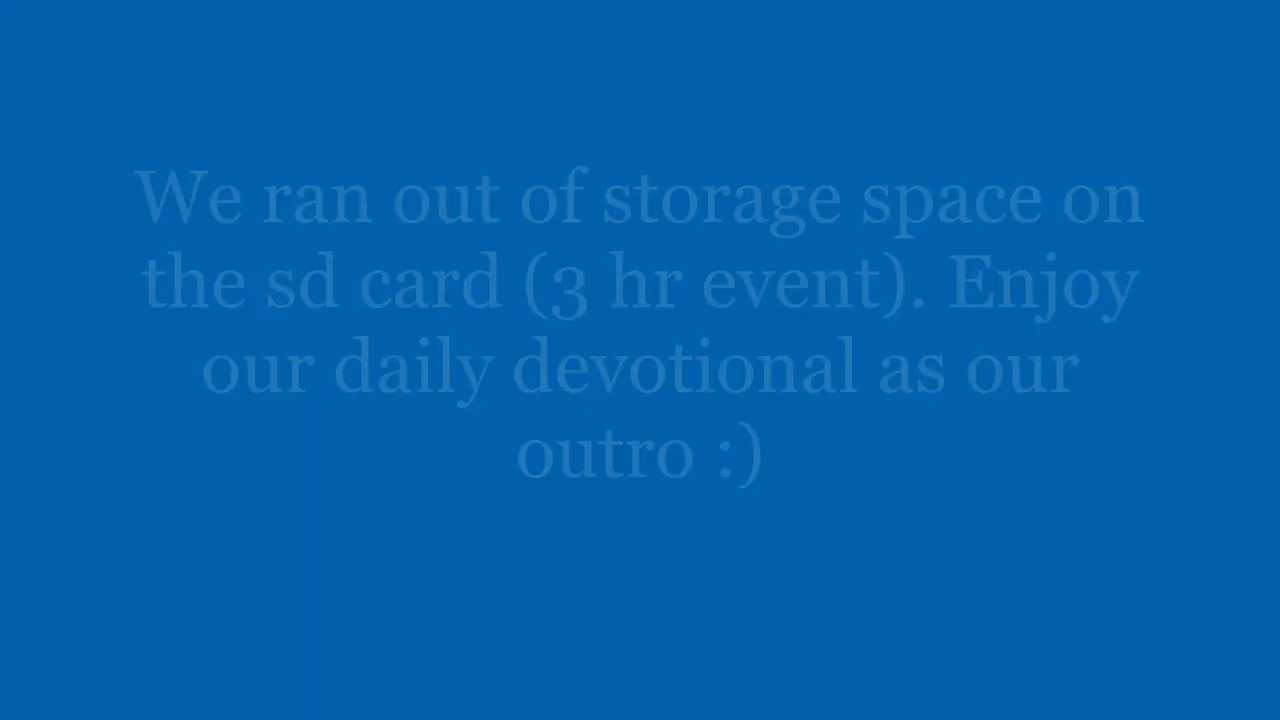 We ran out of storage space on
the sd card (3 hr event). Enjoy
our daily devotional as our
outro :)